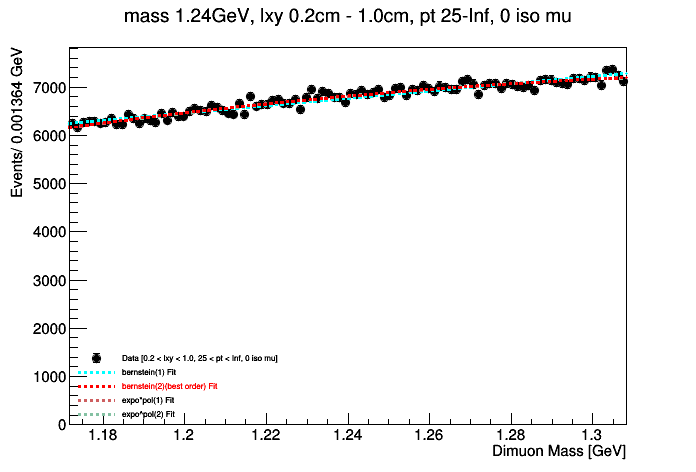 mass 1.24GeV, lxy 0.2cm - 1.0cm, pt 25-Inf, 0 iso mu
Events/ 0.001364 GeV
7000
6000
5000
4000
3000
2000
1000
0
Data [0.2 < lxy < 1.0, 25 < pt < Inf, 0 iso mu]
bernstein(1) Fit
bernstein(2)(best order) Fit
expo*pol(1) Fit
expo*pol(2) Fit
1.18
1.2
1.22
1.24
1.26
1.28
1.3
Dimuon Mass [GeV]